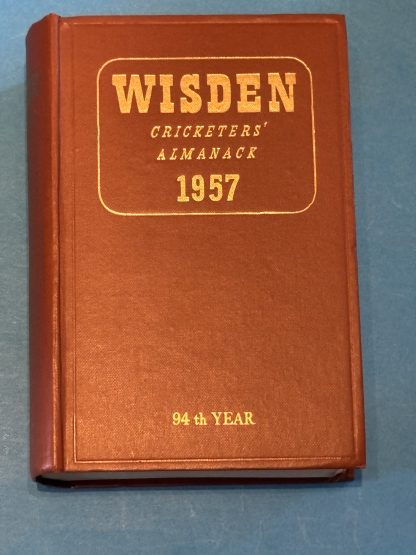 WISDEN
CRICKETERS'
ALMANACK
1957
94 th YEAR